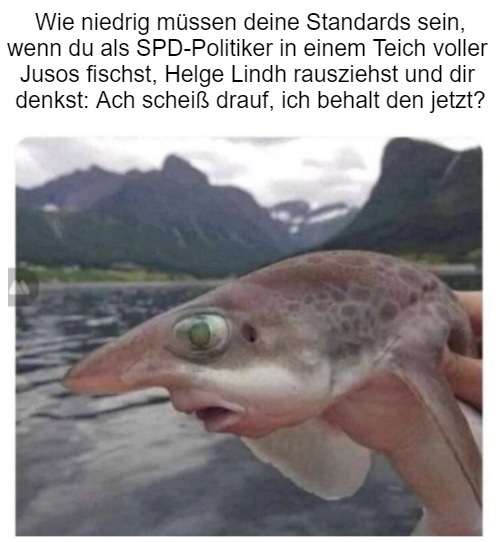 Wie niedrig müssen deine Standards sein,
wenn du als SPD-Politiker in einem Teich voller
Jusos fischst, Helge Lindh rausziehst und dir
denkst: Ach scheiß drauf, ich behalt den jetzt?